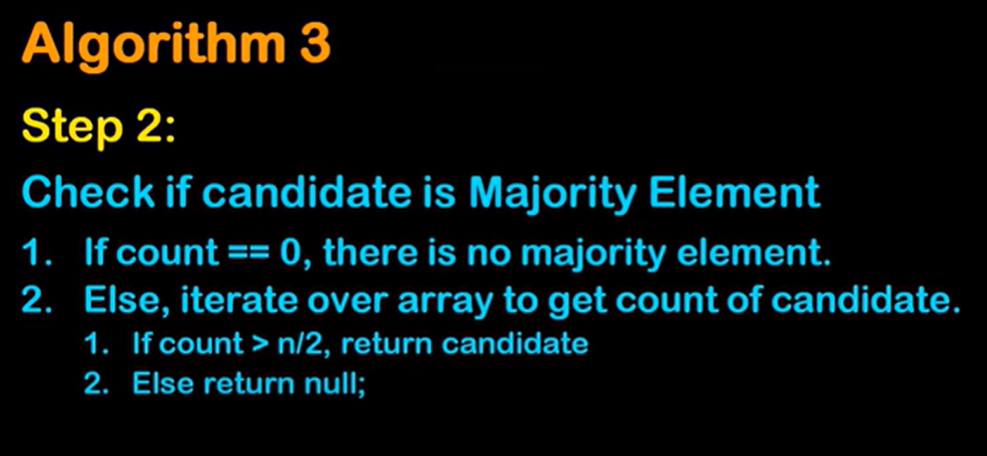 Algorithm 3
Step 2:
Check if candidate is Majority Element
1. If count == 0, there is no majority element.
2. Else, iterate over array to get count of candidate.
1. If count > n/2, return candidate
2. Else return null;